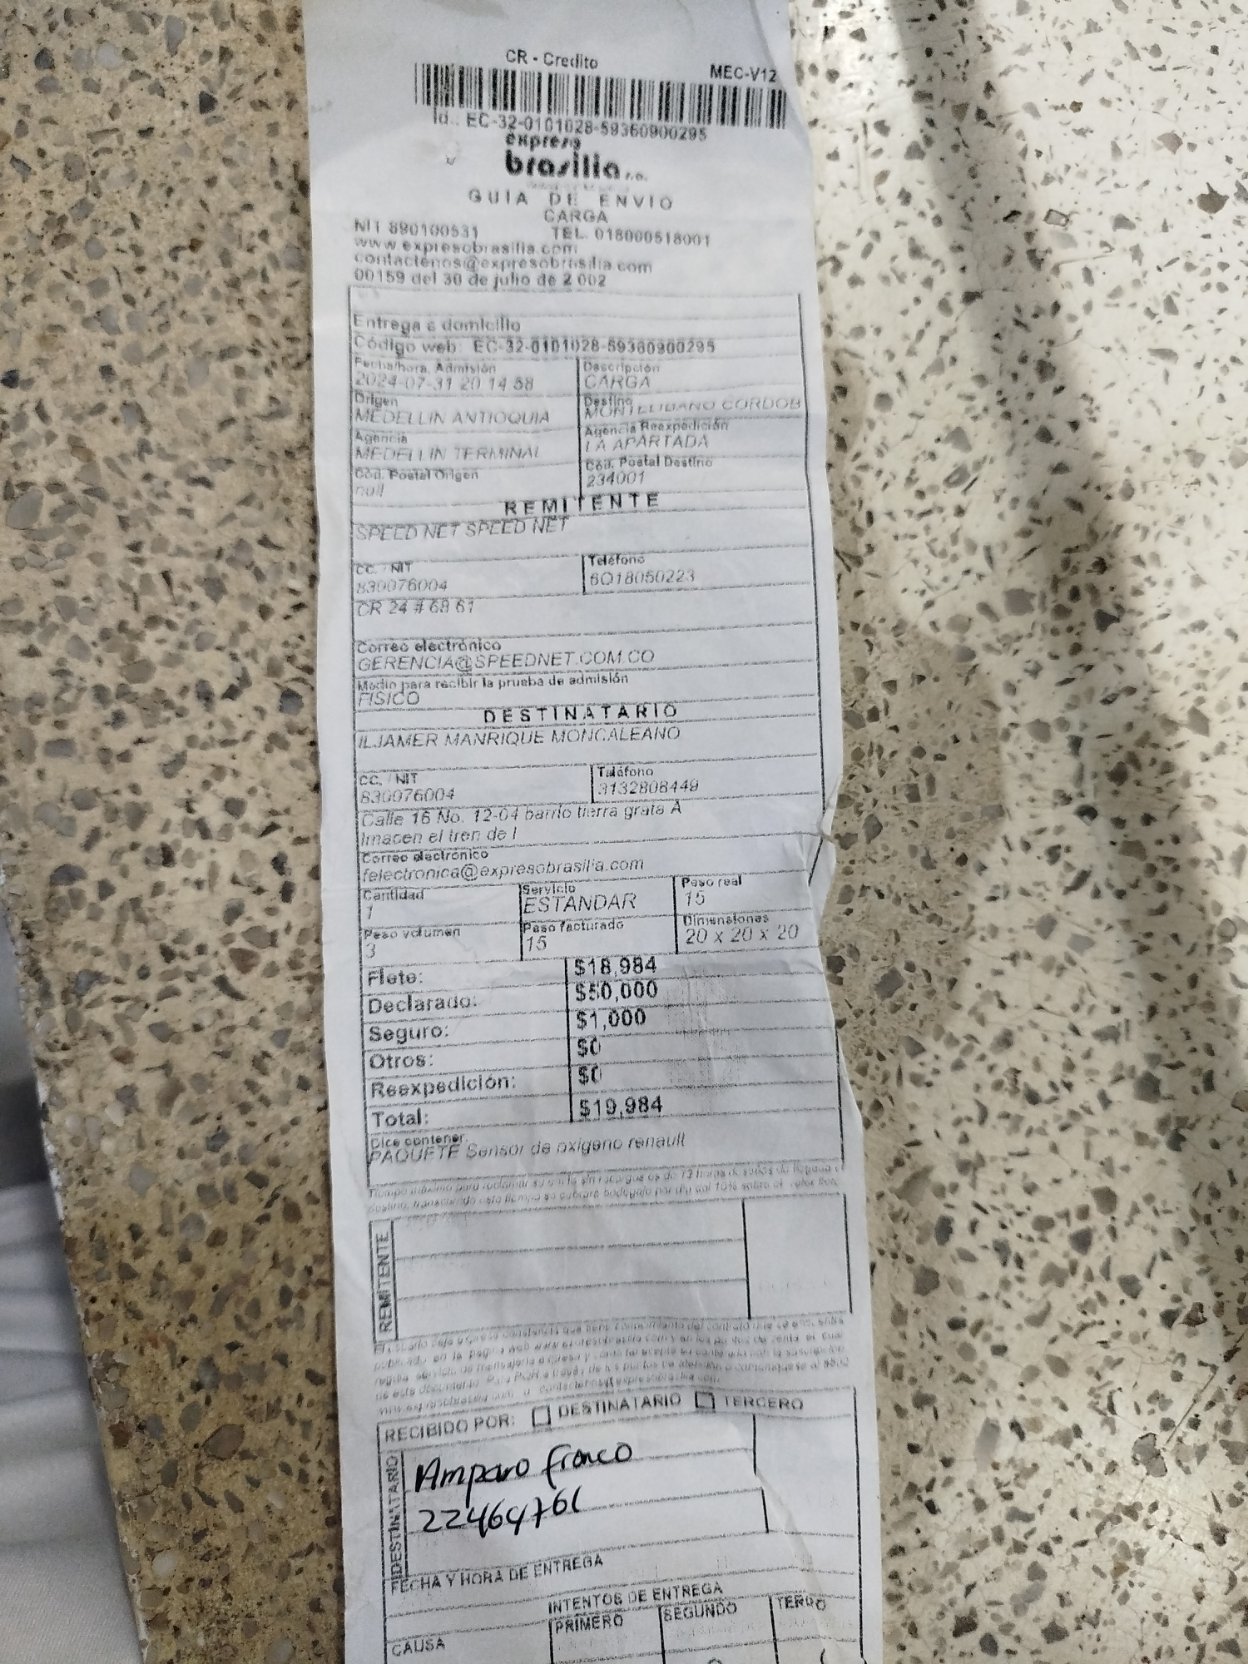 CR - Credito MEC-V12
Id.: EC-32-0101028-59360900295
expreso
brasilia s.a.
GUIA DE ENVIO
CARGA
NIT 890100531 TEL. 018000518001
www.expresobrasilia.com
contactenos@expresobrasilia.com
00159 del 30 de julio de 2 002
Entrega a domicilio
Código web: EC-32-0101028-59360900295
Fecha/hora. Admisión Descripción
2024-07-31 20 14 58 CARGA
Origen Destino
MEDELLIN ANTIOQUIA MONTELIBANO CORDOB
Agencia Agencia Reexpedición
MEDELLIN TERMINAL LA APARTADA
Cód. Postal Origen Cód. Postal Destino
null 234001
REMITENTE
SPEED NET SPEED NET
CC. / NIT Teléfono
830076004 6018050223
CR 24 # 68 61
Correo electrónico
GERENCIA@SPEEDNET.COM.CO
Medio para recibir la prueba de admisión
FISICO
DESTINATARIO
ILJAMER MANRIQUE MONCALEANO
CC. / NIT Teléfono
830076004 3132808449
Calle 16 No. 12-04 barrio tierra grata A
lmacen el tren de l
Correo electrónico
felectronica@expresobrasilia.com
Cantidad Servicio Peso real
1 ESTANDAR 15
Peso volumen Peso facturado Dimensiones
3 15 20 x 20 x 20
Flete: $18,984
Declarado: $50,000
Seguro: $1,000
Otros: $0
Reexpedición: $0
Total: $19,984
Dice contener:
PAQUETE Sensor de oxigeno renault
REMITENTE
RECIBIDO POR: DESTINATARIO TERCERO
DESTINATARIO
Amparo franco
22464761
FECHA Y HORA DE ENTREGA
INTENTOS DE ENTREGA
CAUSA PRIMERO SEGUNDO